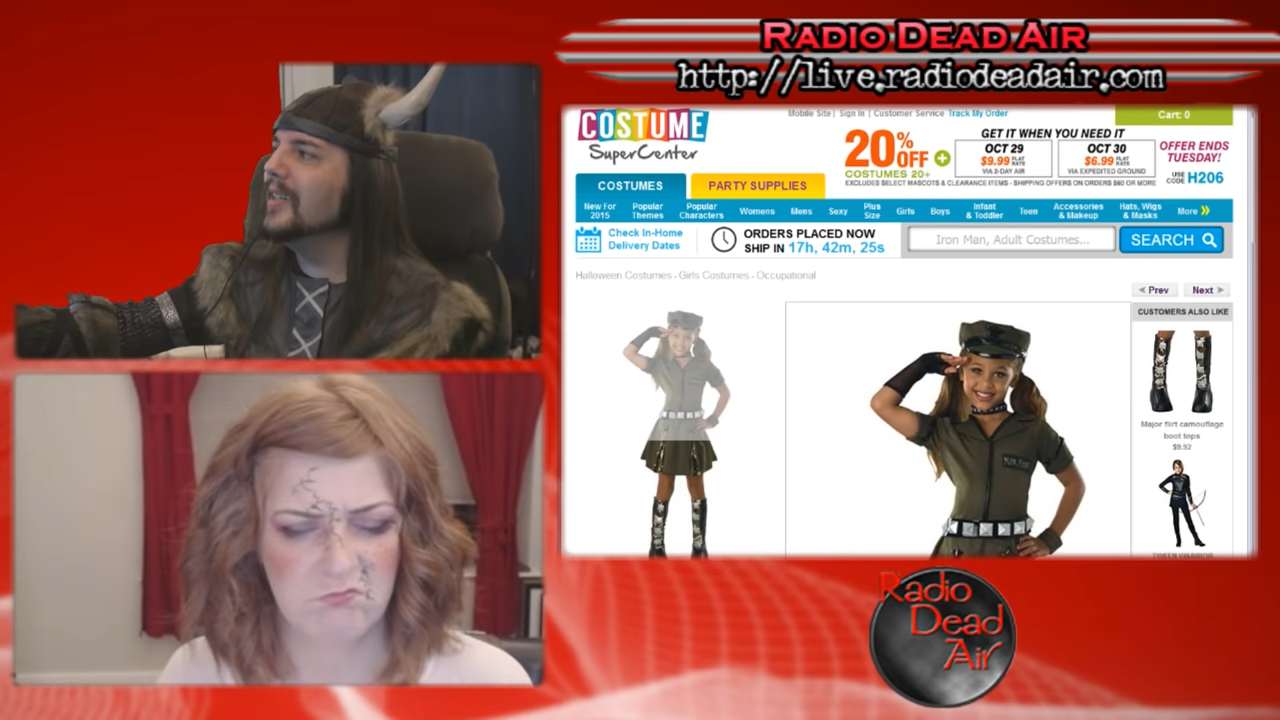 RADIO DEAD AIR
http://live.radiodeadair.com
COSTUME
SuperCenter
Mobile Site | Sign In | Customer Service Track My Order
Cart: 0
20% OFF
COSTUMES 20+
GET IT WHEN YOU NEED IT
OCT 29
$9.99 FLAT RATE
VIA 2-DAY AIR
OCT 30
$6.99 FLAT RATE
VIA EXPEDITED GROUND
OFFER ENDS
TUESDAY!
USE CODE H206
EXCLUDES SELECT MASCOTS & CLEARANCE ITEMS - SHIPPING OFFERS ON ORDERS $60 OR MORE
COSTUMES
PARTY SUPPLIES
New For 2015
Popular Themes
Popular Characters
Womens
Mens
Sexy
Plus Size
Girls
Boys
Infant & Toddler
Teen
Accessories & Makeup
Hats, Wigs & Masks
More
Check In-Home
Delivery Dates
ORDERS PLACED NOW
SHIP IN 17h, 42m, 25s
Iron Man, Adult Costumes...
SEARCH
Halloween Costumes - Girls Costumes - Occupational
Prev
Next
CUSTOMERS ALSO LIKE
Major flirt camouflage
boot tops
$9.92
TWEEN WARRIOR
Radio
Dead
Air